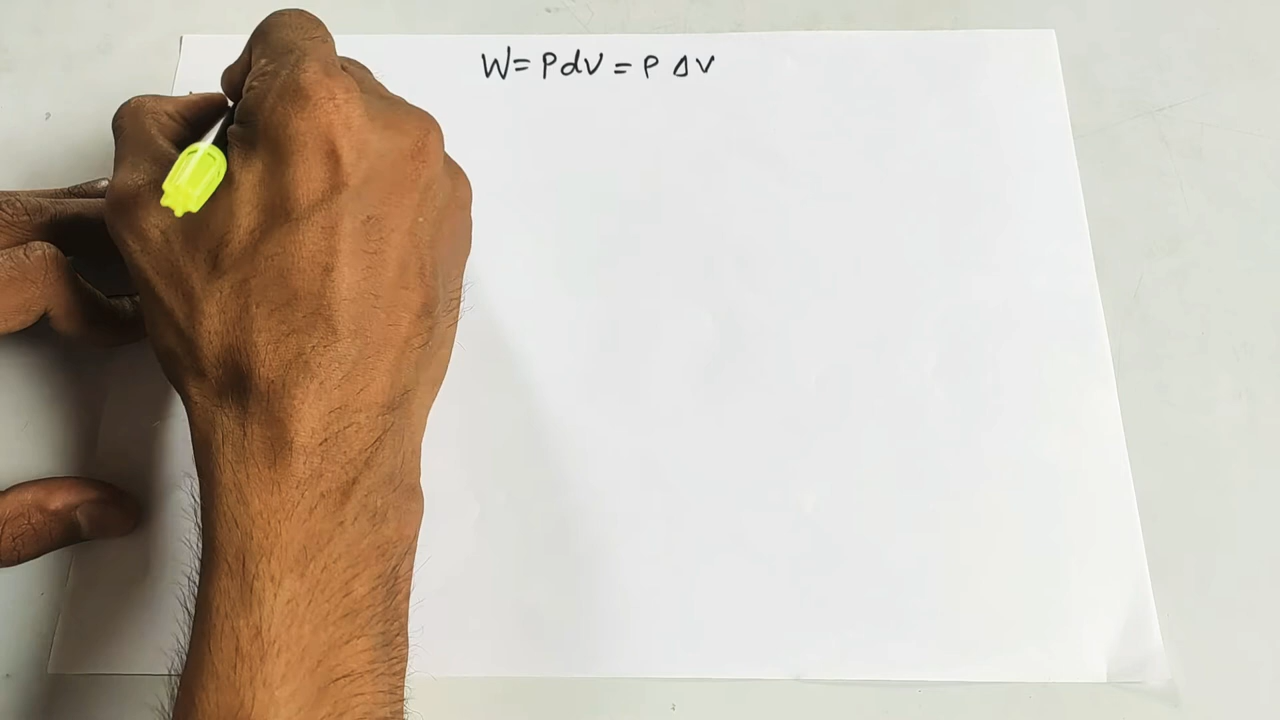 W = PdV = P ΔV